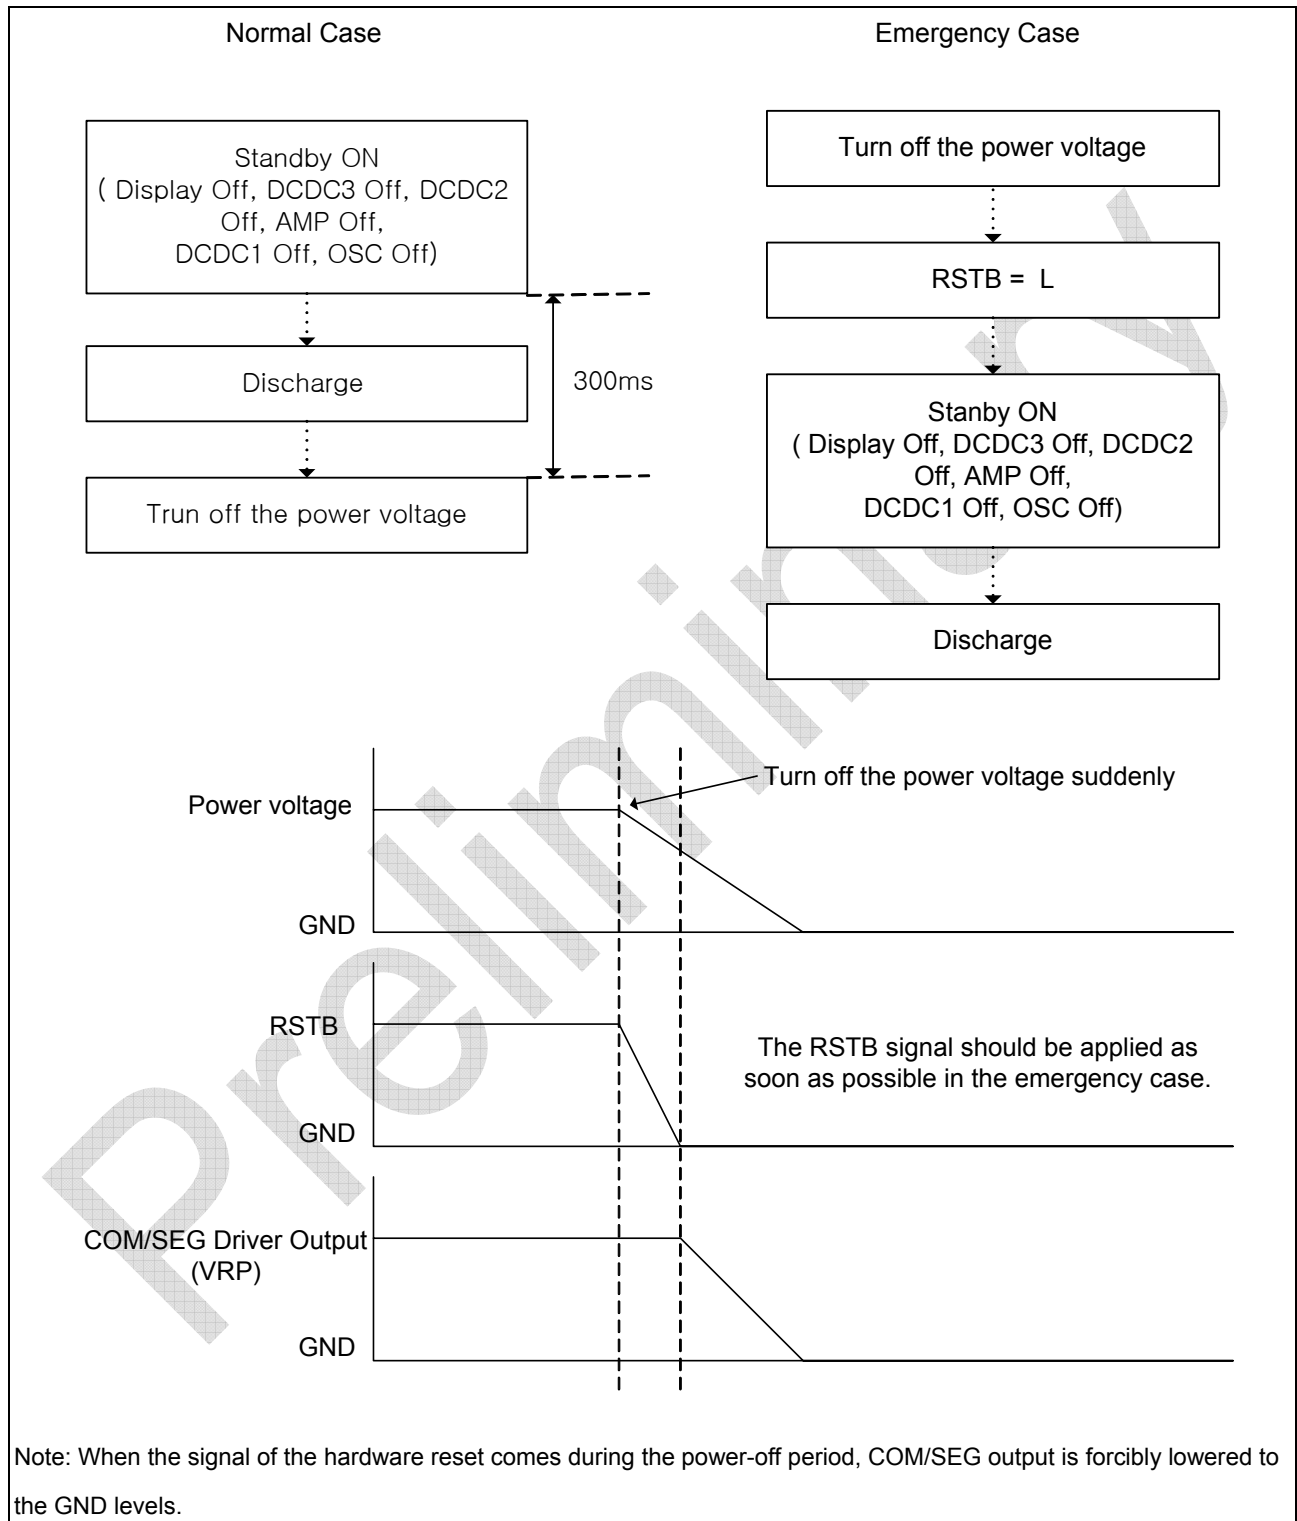 Normal Case
Standby ON
( Display Off, DCDC3 Off, DCDC2
Off, AMP Off,
DCDC1 Off, OSC Off)
Discharge
Trun off the power voltage
300ms
Emergency Case
Turn off the power voltage
RSTB = L
Stanby ON
( Display Off, DCDC3 Off, DCDC2
Off, AMP Off,
DCDC1 Off, OSC Off)
Discharge
Turn off the power voltage suddenly
Power voltage
GND
RSTB
The RSTB signal should be applied as
soon as possible in the emergency case.
GND
COM/SEG Driver Output
(VRP)
GND
Note: When the signal of the hardware reset comes during the power-off period, COM/SEG output is forcibly lowered to
the GND levels.
Preliminary